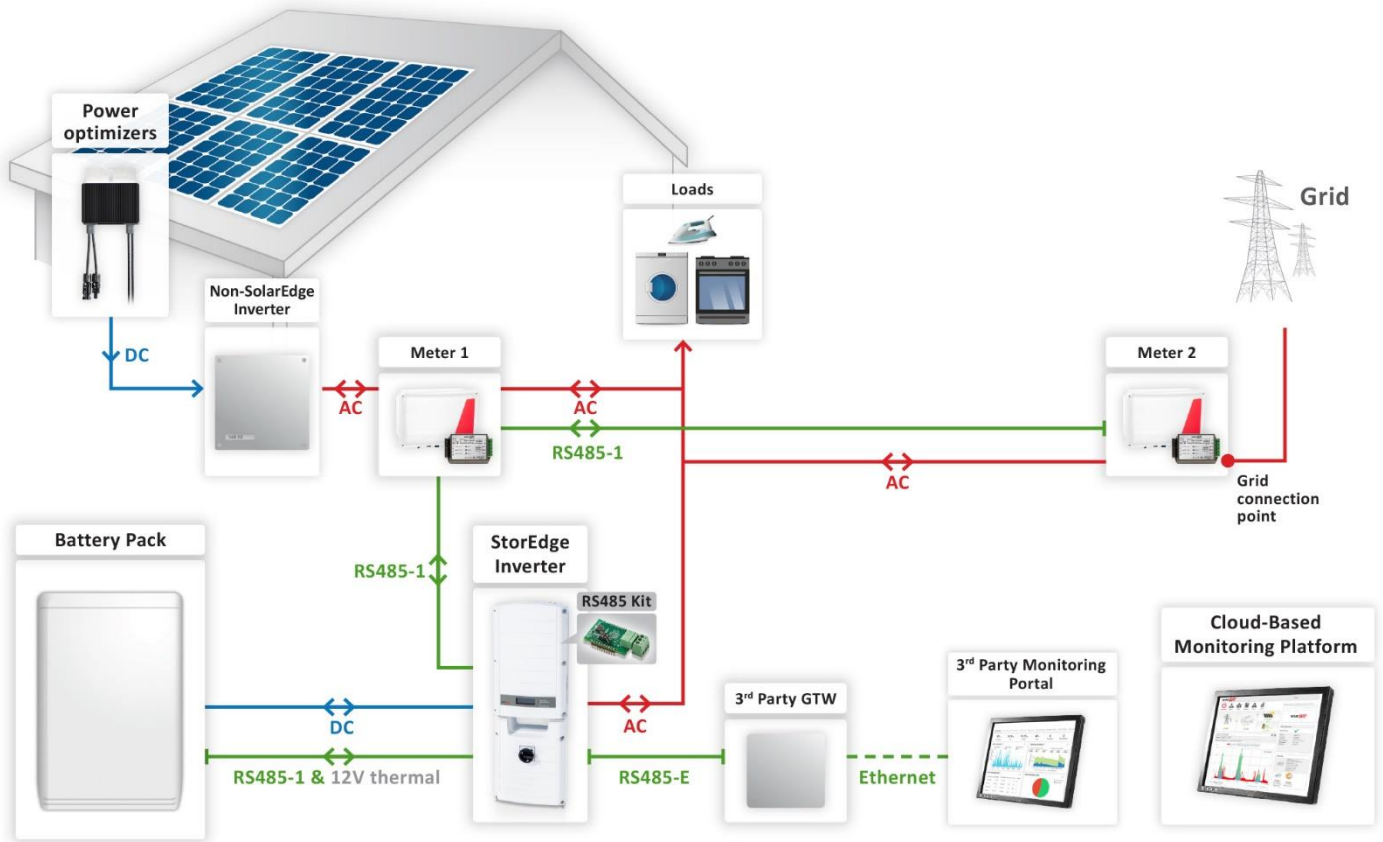 Power
optimizers
Loads
Grid
Non-SolarEdge
Inverter
DC
Meter 1
Meter 2
AC
AC
RS485-1
AC
Grid
connection
point
Battery Pack
StorEdge
Inverter
RS485-1
RS485 Kit
Cloud-Based
Monitoring Platform
3rd Party Monitoring
Portal
3rd Party GTW
DC
AC
RS485-1 & 12V thermal
RS485-E
Ethernet